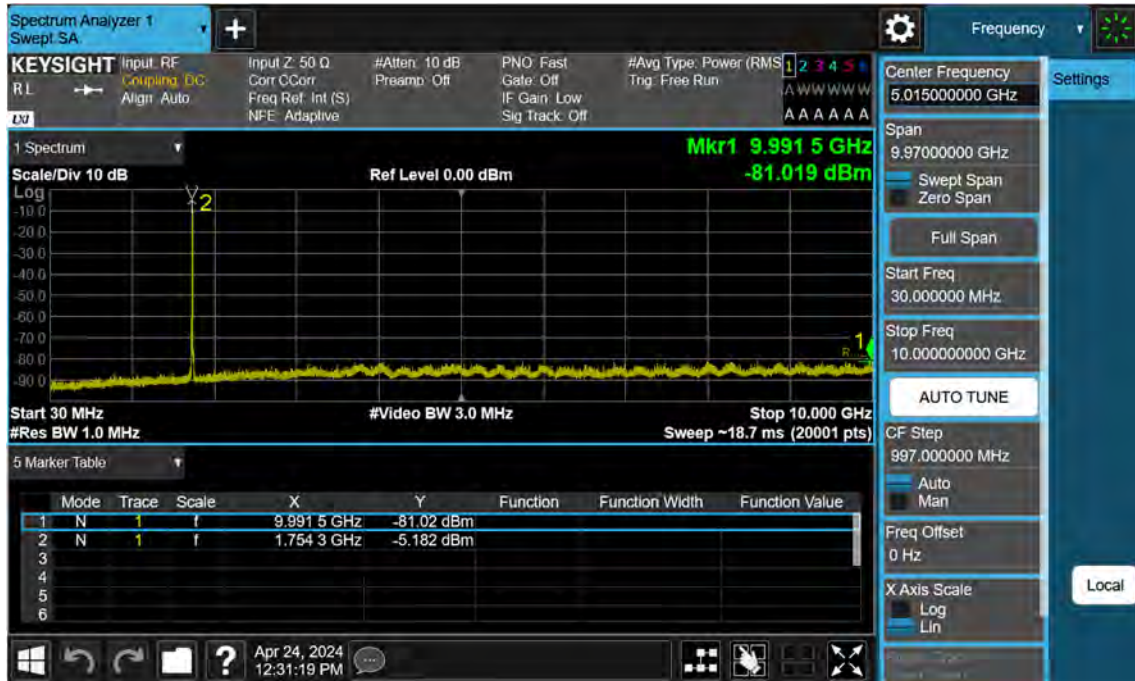 Spectrum Analyzer 1
Swept SA
+
Frequency
KEYSIGHT
RL
LXI
Input: RF
Coupling: DC
Align: Auto
Input Z: 50 Ω
Corr CCorr
Freq Ref: Int (S)
NFE: Adaptive
#Atten: 10 dB
Preamp: Off
PNO: Fast
Gate: Off
IF Gain: Low
Sig Track: Off
#Avg Type: Power (RMS
Trig: Free Run
1 2 3 4 5 6
A W W W W W
A A A A A A
Center Frequency
5.015000000 GHz
Settings
1 Spectrum
Mkr1 9.991 5 GHz
Scale/Div 10 dB
Ref Level 0.00 dBm
-81.019 dBm
Log
-10.0
-20.0
-30.0
-40.0
-50.0
-60.0
-70.0
-80.0
-90.0
2
1
Start 30 MHz
#Video BW 3.0 MHz
Stop 10.000 GHz
#Res BW 1.0 MHz
Sweep ~18.7 ms (20001 pts)
Span
9.97000000 GHz
Swept Span
Zero Span
Full Span
Start Freq
30.000000 MHz
Stop Freq
10.000000000 GHz
AUTO TUNE
CF Step
997.000000 MHz
Auto
Man
Freq Offset
0 Hz
X Axis Scale
Log
Lin
Local
5 Marker Table
Mode Trace Scale X Y Function Function Width Function Value
1 N 1 f 9.991 5 GHz -81.02 dBm
2 N 1 f 1.754 3 GHz -5.182 dBm
3
4
5
6
?
Apr 24, 2024
12:31:19 PM